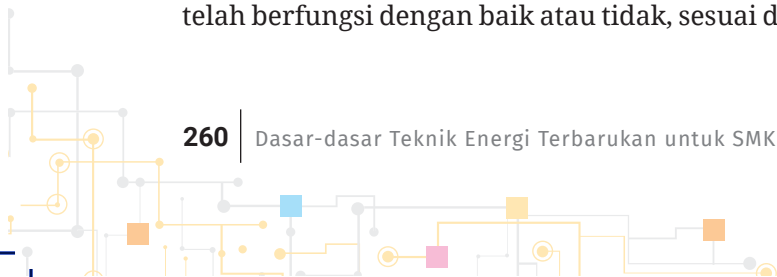 telah berfungsi dengan baik atau tidak, sesuai
260 Dasar-dasar Teknik Energi Terbarukan untuk SMK